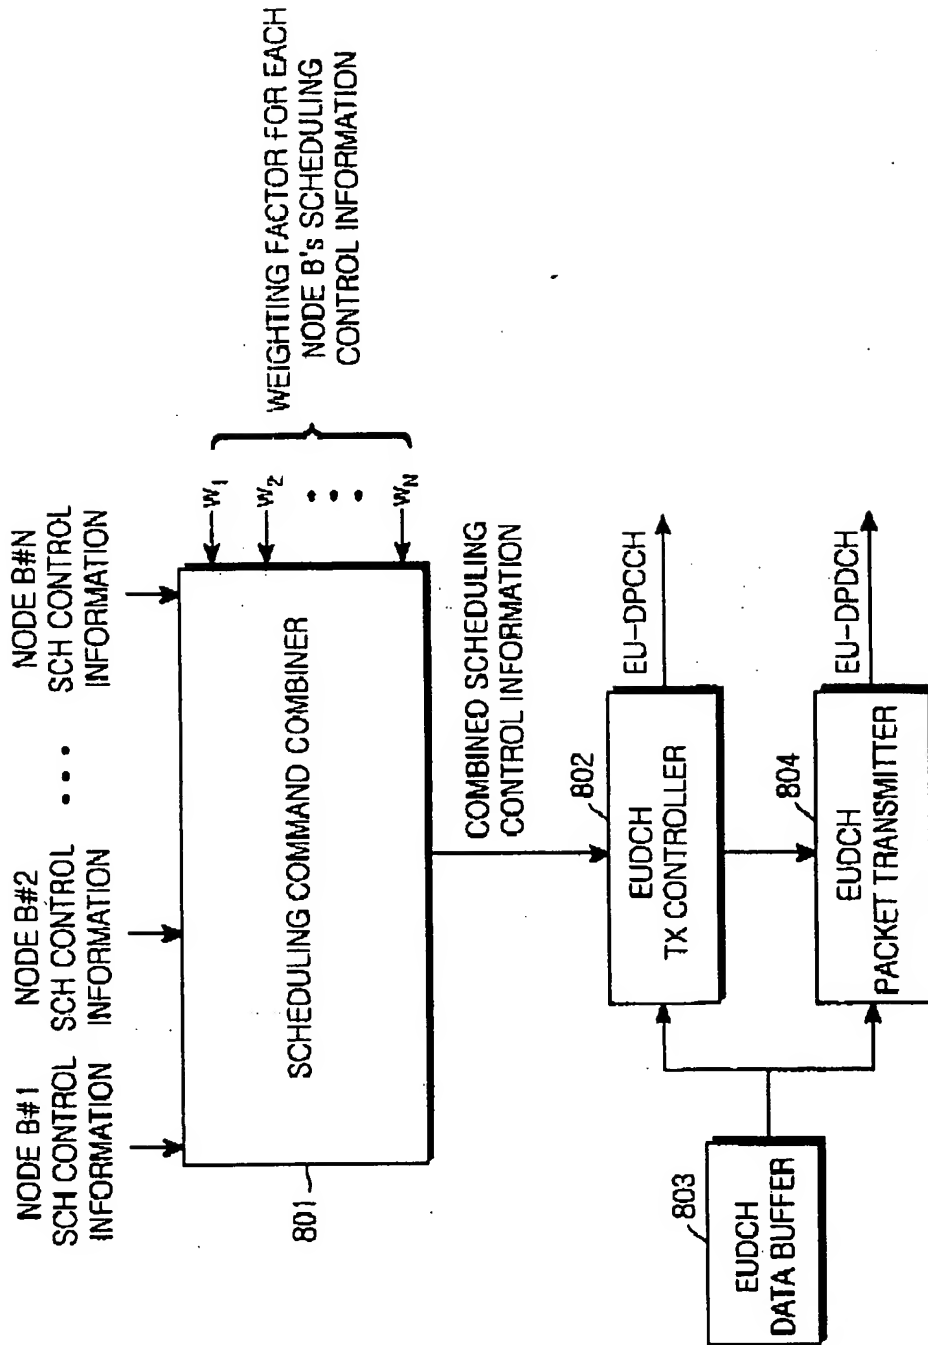 NODE B#1
SCH CONTROL
INFORMATION
NODE B#2
SCH CONTROL
INFORMATION
• • •
NODE B#N
SCH CONTROL
INFORMATION
801
SCHEDULING COMMAND COMBINER
W1
W2
• • •
WN
WEIGHTING FACTOR FOR EACH
NODE B's SCHEDULING
CONTROL INFORMATION
COMBINED SCHEDULING
CONTROL INFORMATION
802
EUDCH
TX CONTROLLER
EU-DPCCH
803
EUDCH
DATA BUFFER
804
EUDCH
PACKET TRANSMITTER
EU-DPDCH